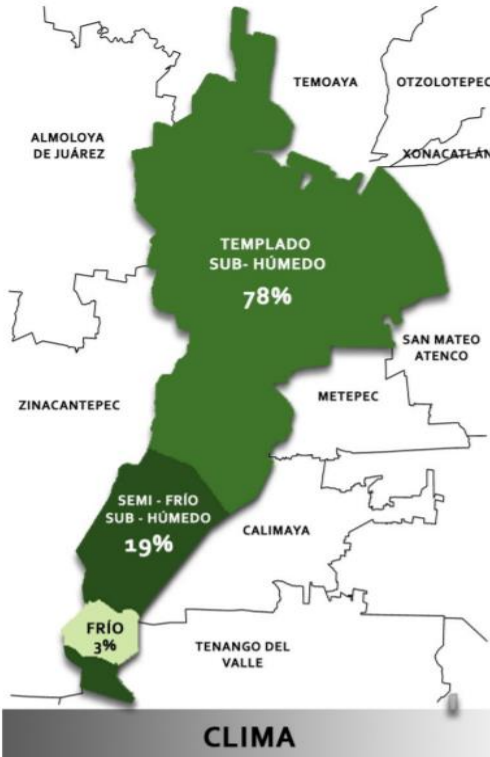 TEMOAYA
OTZOLOTEPEC
ALMOLOYA
DE JUÁREZ
XONACATLÁN
TEMPLADO
SUB- HÚMEDO
78%
SAN MATEO
ATENCO
METEPEC
ZINACANTEPEC
SEMI - FRÍO
SUB - HÚMEDO
19%
CALIMAYA
FRÍO
3%
TENANGO DEL
VALLE
CLIMA